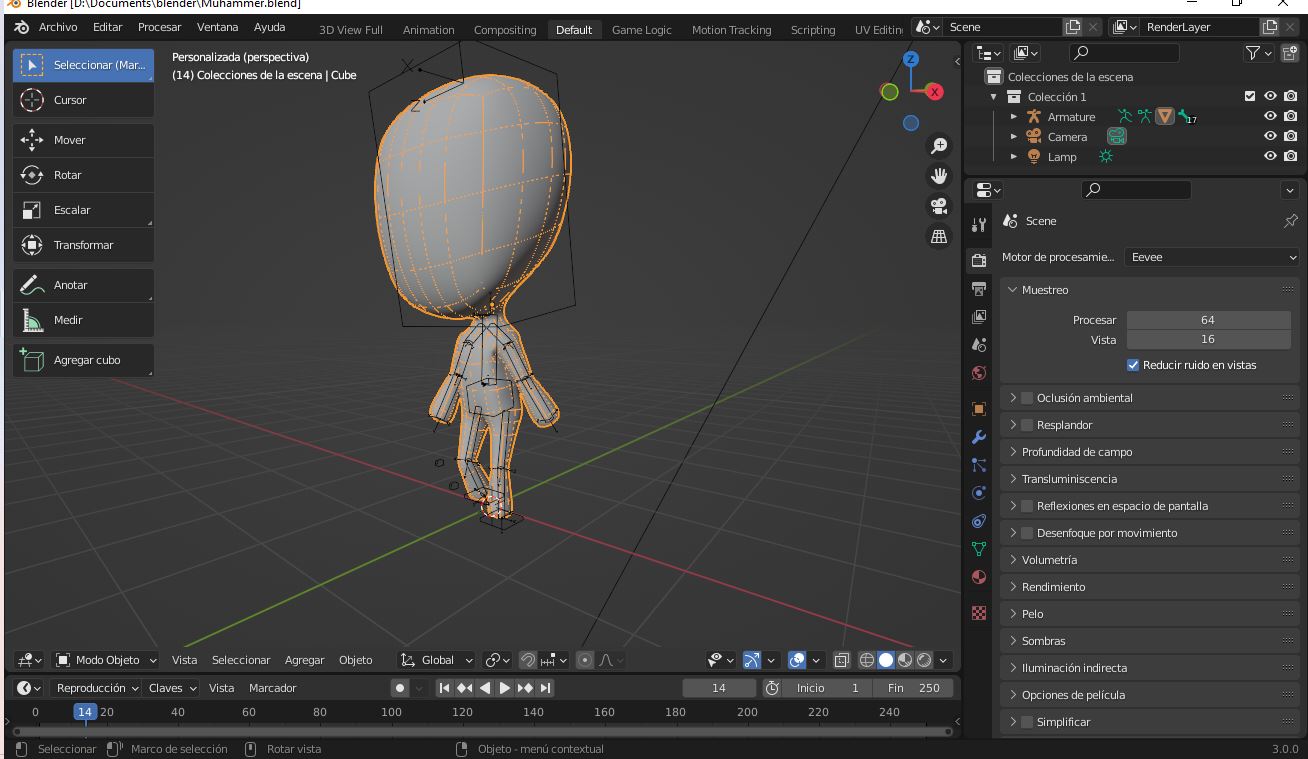 Blender [D:\Documents\blender\Muhammer.blend]
Archivo Editar Procesar Ventana Ayuda 3D View Full Animation Compositing Default Game Logic Motion Tracking Scripting UV Editin Scene RenderLayer
Seleccionar (Mar...
Cursor
Mover
Rotar
Escalar
Transformar
Anotar
Medir
Agregar cubo
Personalizada (perspectiva)
(14) Colecciones de la escena | Cube
X
Z
Z
X
Colecciones de la escena
Colección 1
Armature 17
Camera
Lamp
Scene
Motor de procesamie... Eevee
Muestreo
Procesar 64
Vista 16
Reducir ruido en vistas
Oclusión ambiental
Resplandor
Profundidad de campo
Transluminiscencia
Reflexiones en espacio de pantalla
Desenfoque por movimiento
Volumetría
Rendimiento
Pelo
Sombras
Iluminación indirecta
Opciones de película
Simplificar
Modo Objeto Vista Seleccionar Agregar Objeto Global
Reproducción Claves Vista Marcador 14 Inicio 1 Fin 250
0 14 20 40 60 80 100 120 140 160 180 200 220 240
Seleccionar Marco de selección Rotar vista Objeto - menú contextual 3.0.0